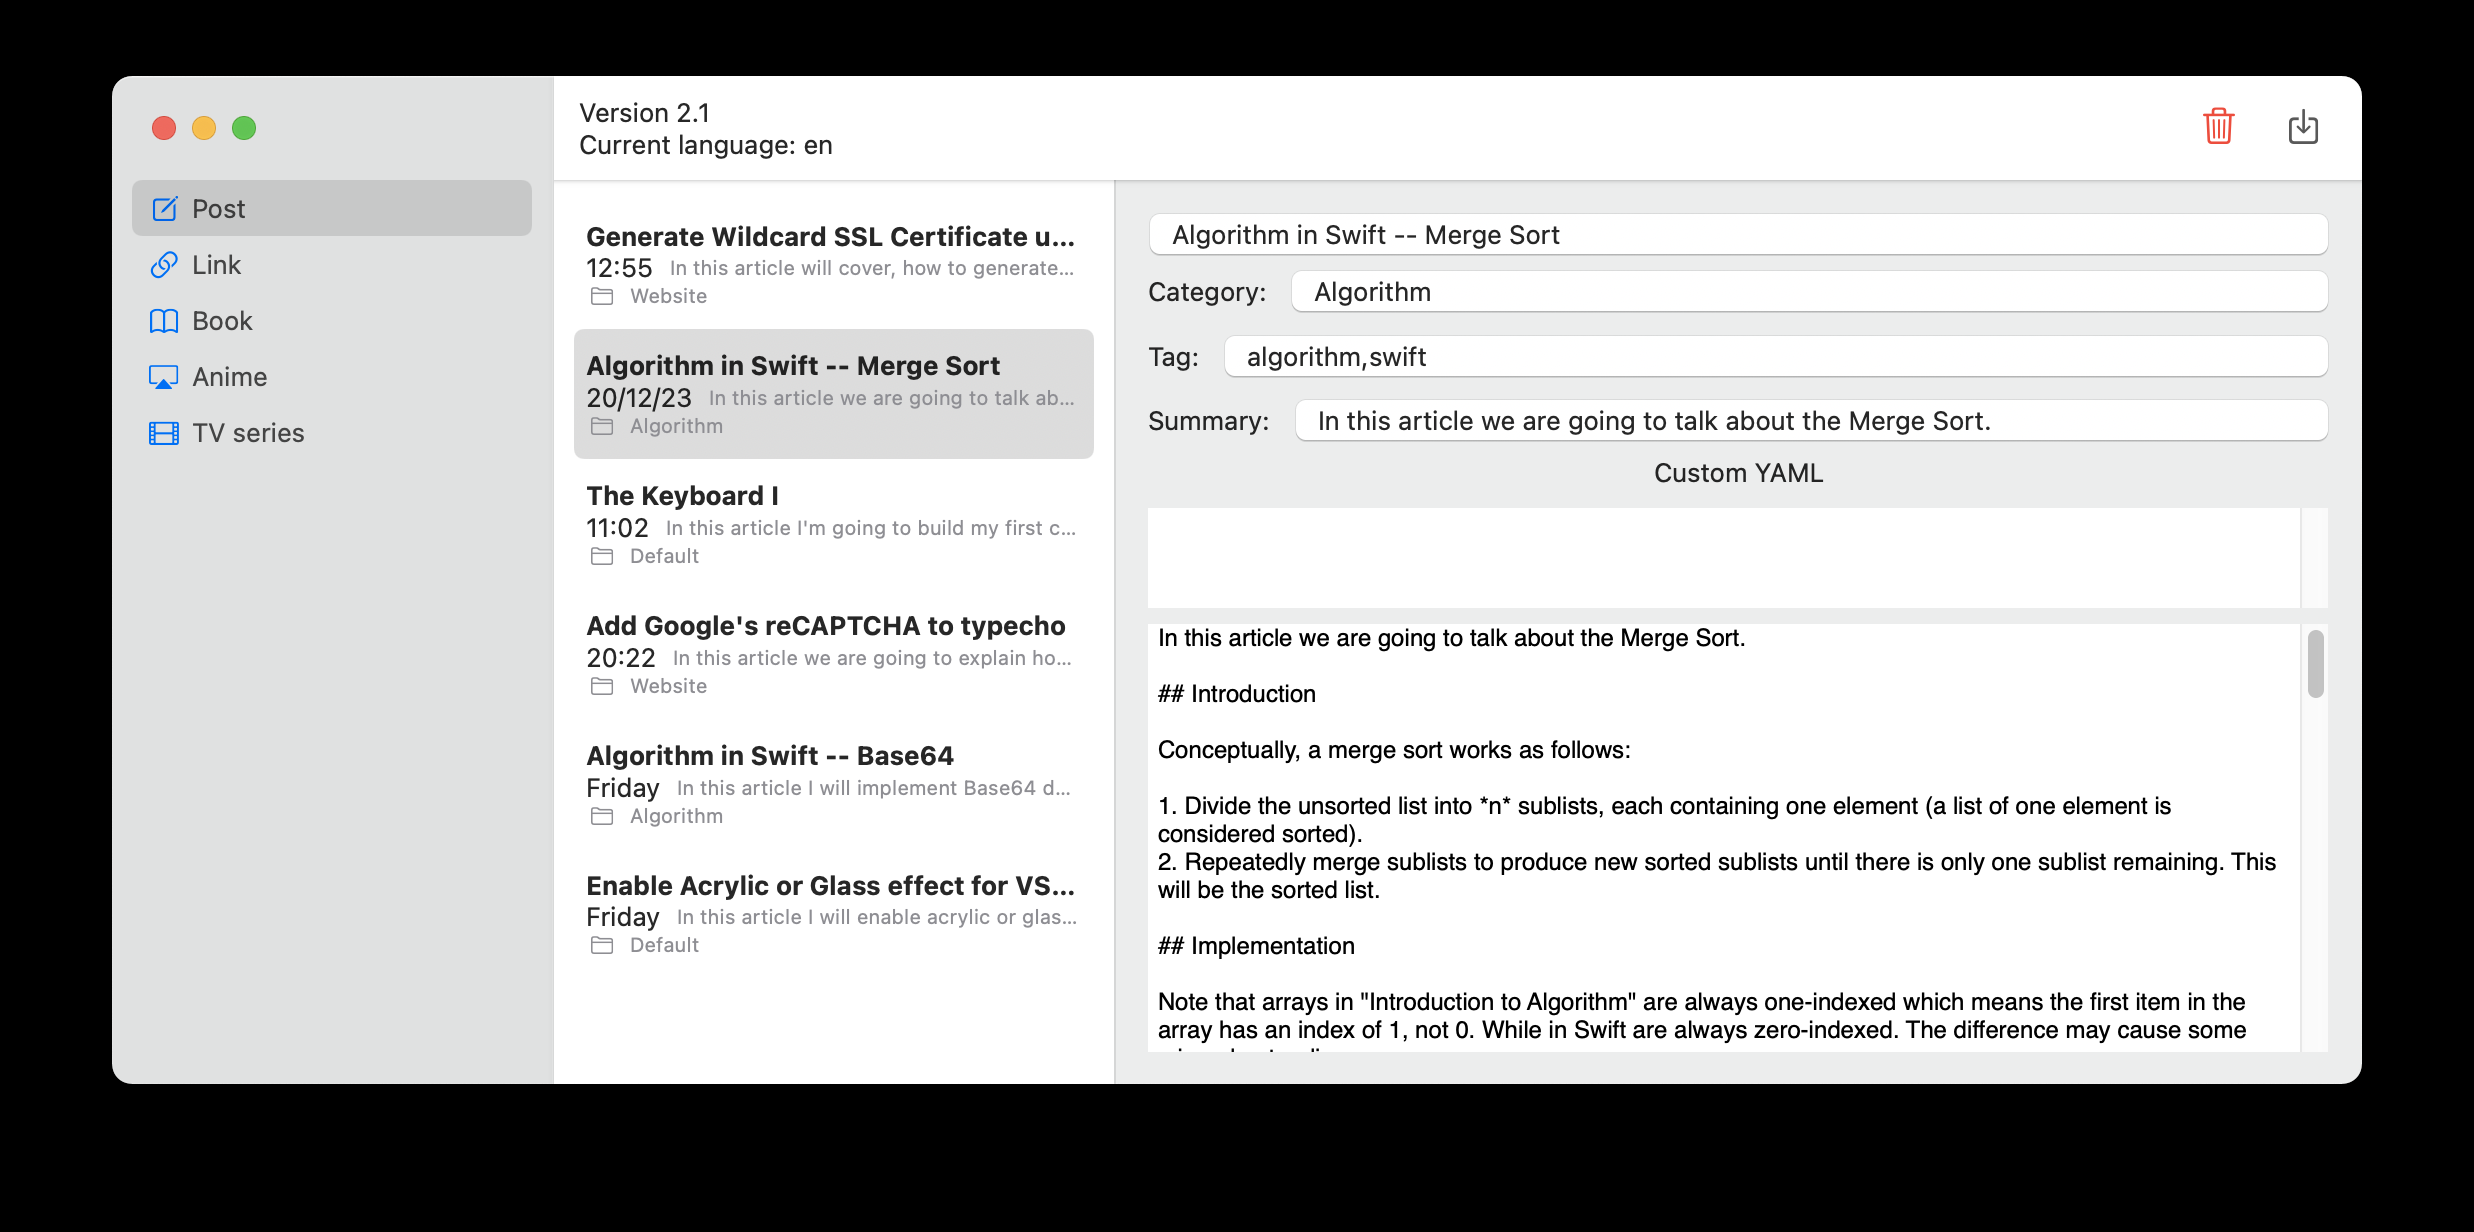 Version 2.1
Current language: en
Post
Link
Book
Anime
TV series
Generate Wildcard SSL Certificate u...
12:55 In this article will cover, how to generate...
Website
Algorithm in Swift -- Merge Sort
20/12/23 In this article we are going to talk ab...
Algorithm
The Keyboard I
11:02 In this article I'm going to build my first c...
Default
Add Google's reCAPTCHA to typecho
20:22 In this article we are going to explain ho...
Website
Algorithm in Swift -- Base64
Friday In this article I will implement Base64 d...
Algorithm
Enable Acrylic or Glass effect for VS...
Friday In this article I will enable acrylic or glas...
Default
Algorithm in Swift -- Merge Sort
Category: Algorithm
Tag: algorithm,swift
Summary: In this article we are going to talk about the Merge Sort.
Custom YAML
In this article we are going to talk about the Merge Sort.
## Introduction
Conceptually, a merge sort works as follows:
1. Divide the unsorted list into *n* sublists, each containing one element (a list of one element is
considered sorted).
2. Repeatedly merge sublists to produce new sorted sublists until there is only one sublist remaining. This
will be the sorted list.
## Implementation
Note that arrays in "Introduction to Algorithm" are always one-indexed which means the first item in the
array has an index of 1, not 0. While in Swift are always zero-indexed. The difference may cause some